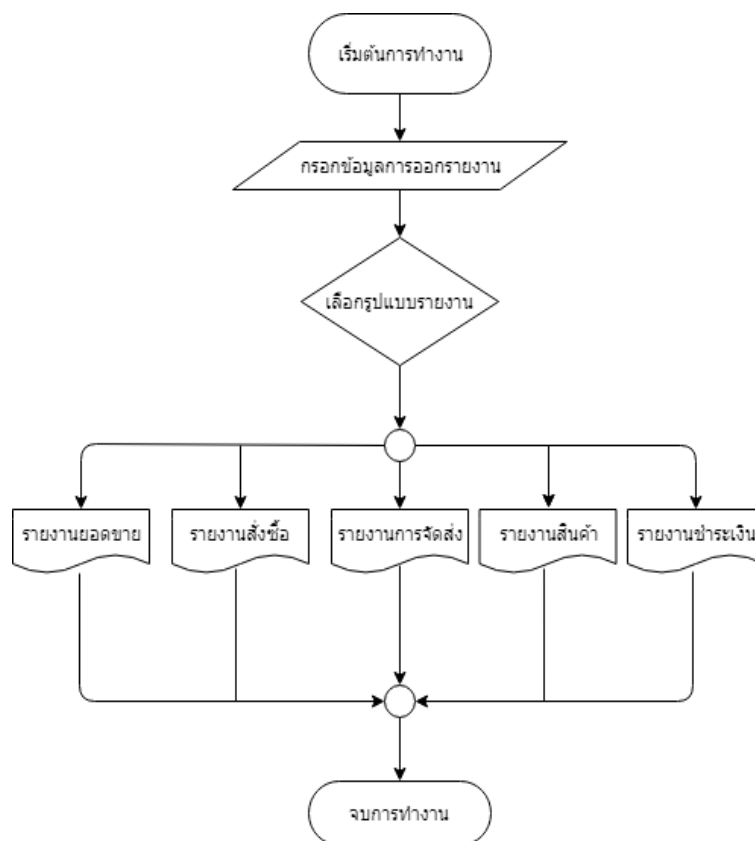 เริ่มต้นการทำงาน
กรอกข้อมูลการออกรายงาน
เลือกรูปแบบรายงาน
รายงานยอดขาย
รายงานสั่งซื้อ
รายงานการจัดส่ง
รายงานสินค้า
รายงานชำระเงิน
จบการทำงาน